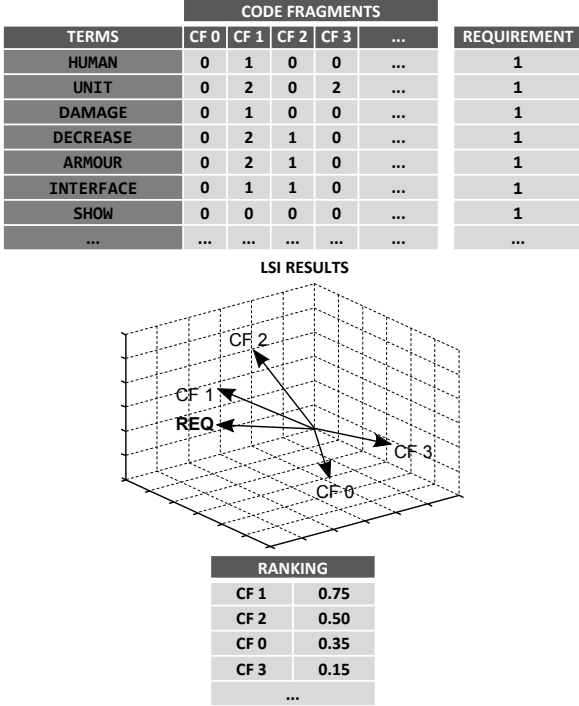 CODE FRAGMENTS
TERMS CF 0 CF 1 CF 2 CF 3 ... REQUIREMENT
HUMAN 0 1 0 0 ... 1
UNIT 0 2 0 2 ... 1
DAMAGE 0 1 0 0 ... 1
DECREASE 0 2 1 0 ... 1
ARMOUR 0 2 1 0 ... 1
INTERFACE 0 1 1 0 ... 1
SHOW 0 0 0 0 ... 1
... ... ... ... ... ... ...
LSI RESULTS
CF 2
CF 1
REQ
CF 3
CF 0
RANKING
CF 1 0.75
CF 2 0.50
CF 0 0.35
CF 3 0.15
...